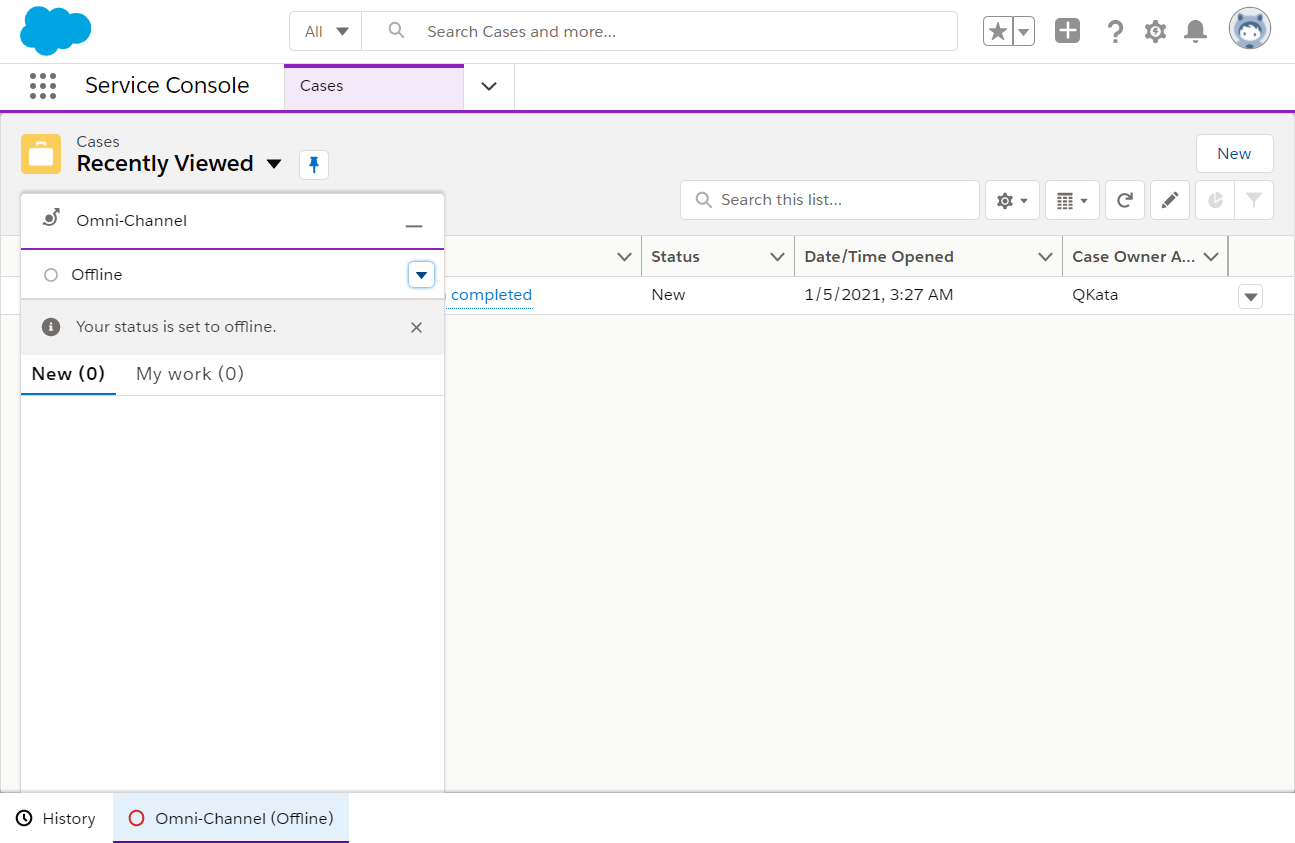 All
Search Cases and more...
Service Console
Cases
Cases
Recently Viewed
New
Search this list...
Omni-Channel
Status
Date/Time Opened
Case Owner A...
Offline
completed
New
1/5/2021, 3:27 AM
QKata
Your status is set to offline.
New (0)
My work (0)
History
Omni-Channel (Offline)